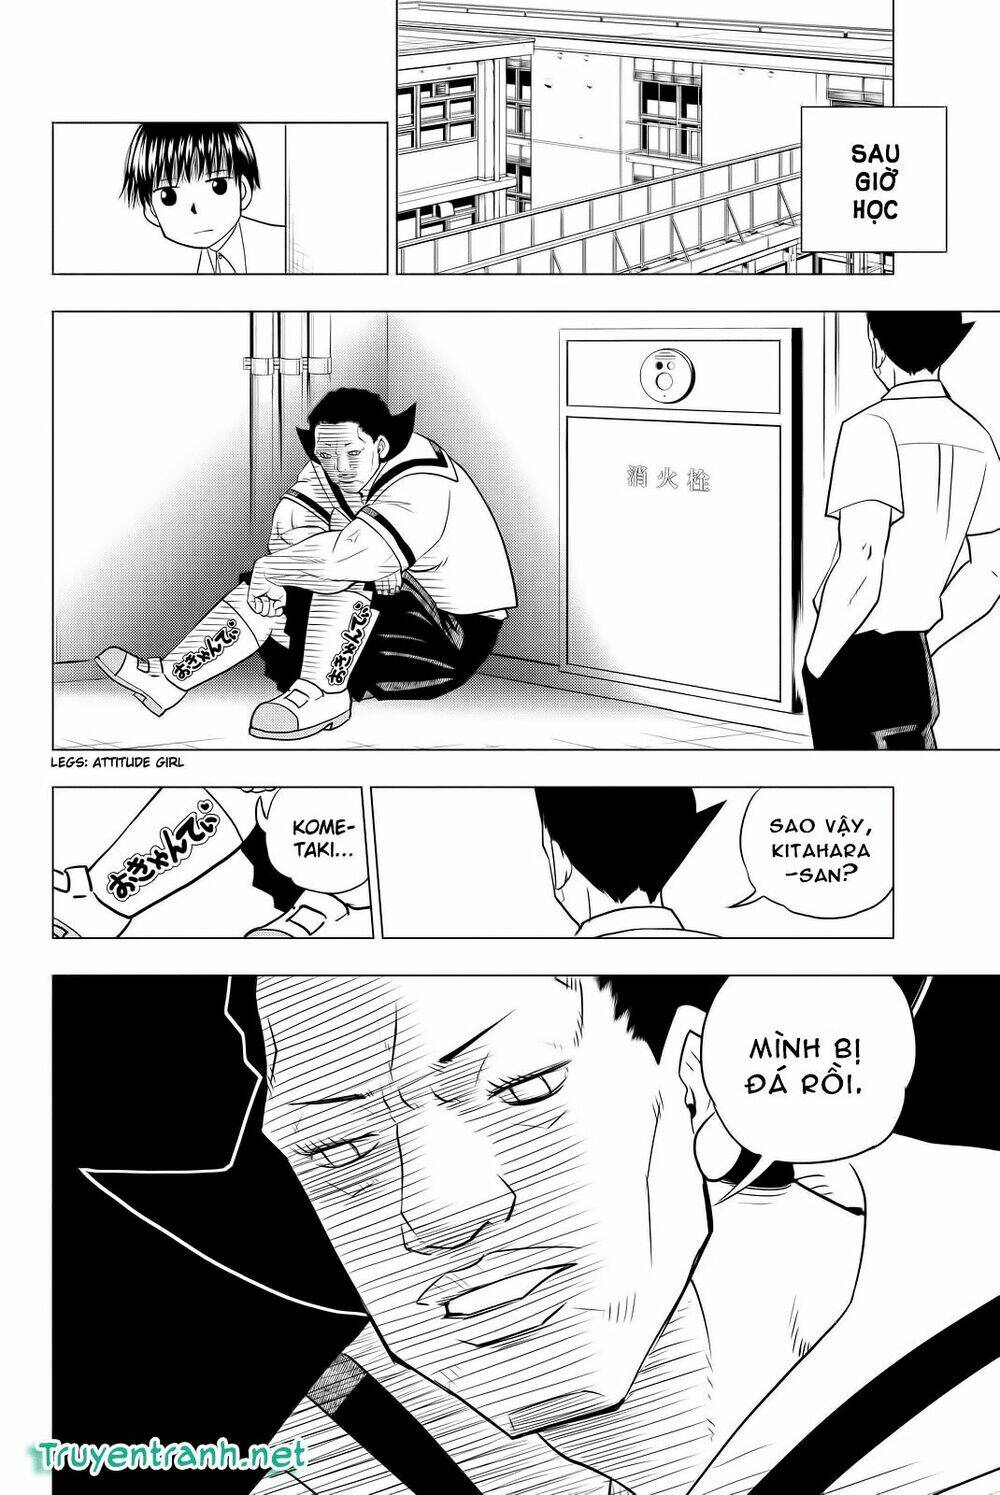 SAU
GIỜ
HỌC
消火栓
おきゃんてぃ
おきゃんてぃ
LEGS: ATTITUDE GIRL
SAO VẬY,
KITAHARA
-SAN?
KOME-
TAKI...
おきゃんてぃ
MÌNH BỊ
ĐÁ RỒI.
Truyentranh.net